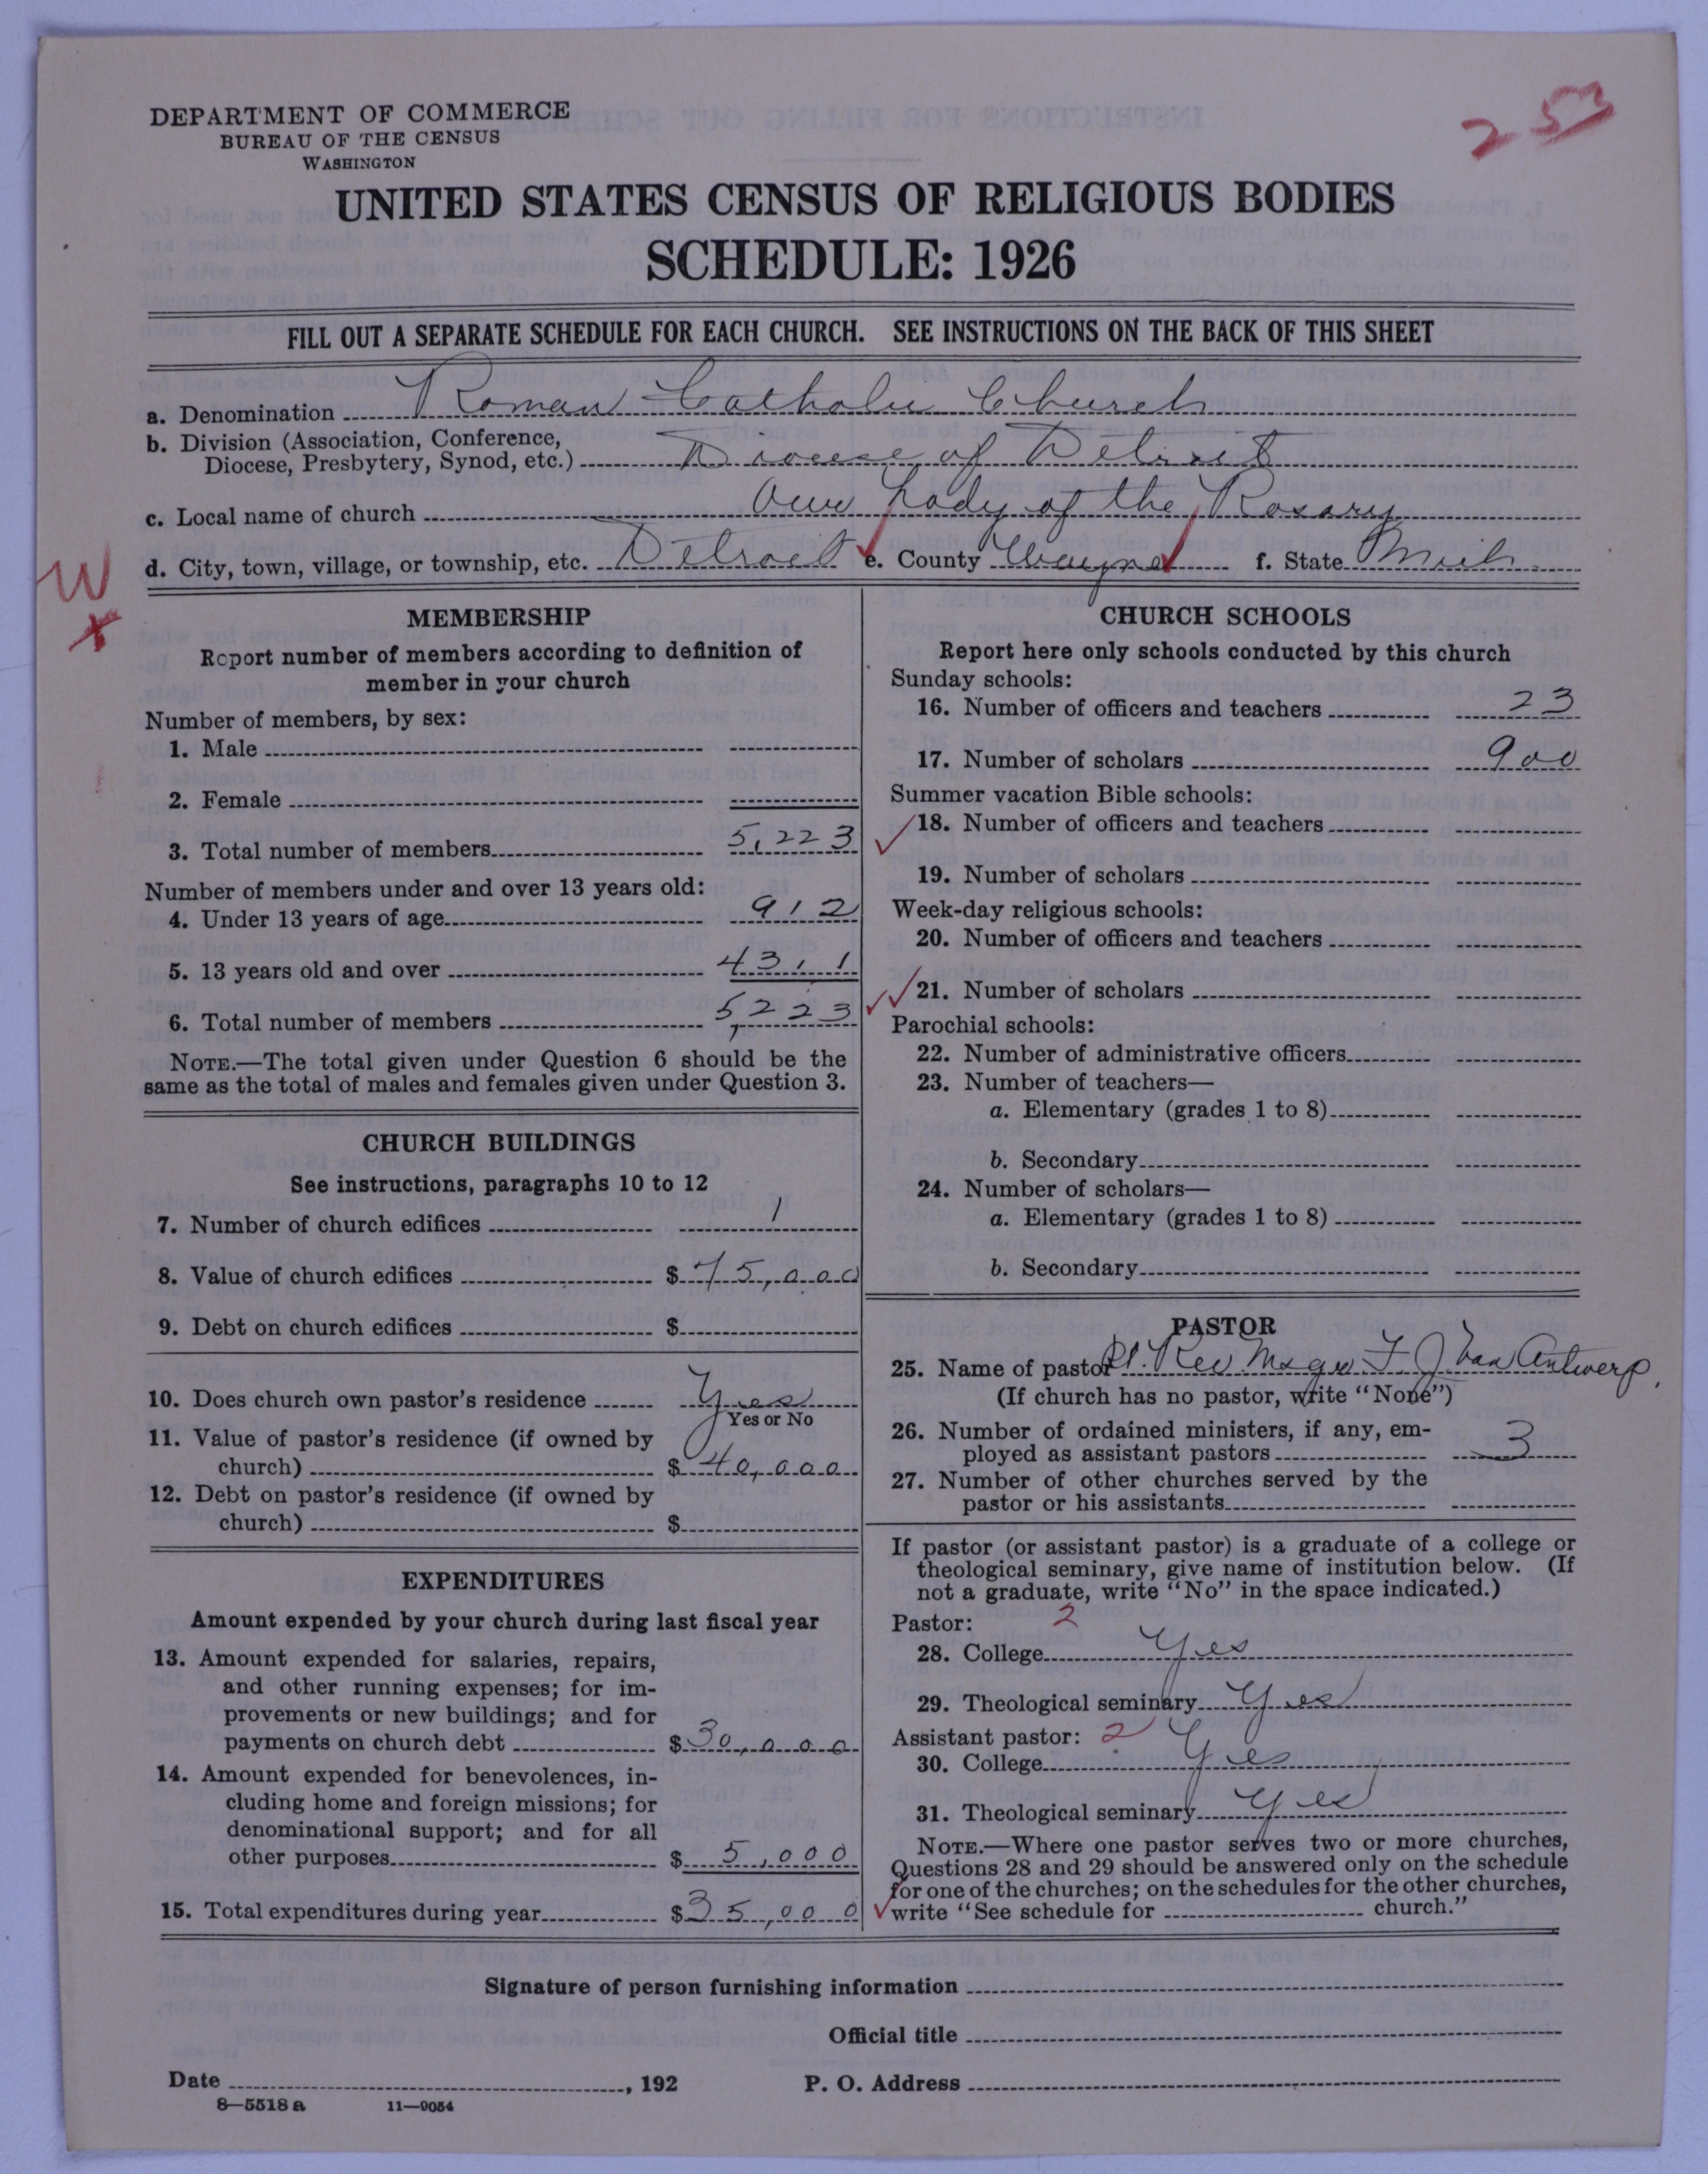 DEPARTMENT OF COMMERCE
BUREAU OF THE CENSUS
WASHINGTON
253
UNITED STATES CENSUS OF RELIGIOUS BODIES
SCHEDULE: 1926
FILL OUT A SEPARATE SCHEDULE FOR EACH CHURCH. SEE INSTRUCTIONS ON THE BACK OF THIS SHEET
a. Denomination Roman Catholic Church
b. Division (Association, Conference,
Diocese, Presbytery, Synod, etc.) Diocese of Detroit
c. Local name of church Our Lady of the Rosary
d. City, town, village, or township, etc. Detroit e. County Wayne f. State Mich.
W
x
MEMBERSHIP
Report number of members according to definition of
member in your church
Number of members, by sex:
1. Male
2. Female
3. Total number of members 5,223
Number of members under and over 13 years old:
4. Under 13 years of age 912
5. 13 years old and over 4311
6. Total number of members 5,223
NOTE.—The total given under Question 6 should be the
same as the total of males and females given under Question 3.
CHURCH BUILDINGS
See instructions, paragraphs 10 to 12
7. Number of church edifices 1
8. Value of church edifices $75,000
9. Debt on church edifices $
10. Does church own pastor's residence Yes
Yes or No
11. Value of pastor's residence (if owned by
church) $40,000
12. Debt on pastor's residence (if owned by
church) $
EXPENDITURES
Amount expended by your church during last fiscal year
13. Amount expended for salaries, repairs,
and other running expenses; for im-
provements or new buildings; and for
payments on church debt $30,000
14. Amount expended for benevolences, in-
cluding home and foreign missions; for
denominational support; and for all
other purposes $5,000
15. Total expenditures during year $35,000
CHURCH SCHOOLS
Report here only schools conducted by this church
Sunday schools:
16. Number of officers and teachers 23
17. Number of scholars 900
Summer vacation Bible schools:
18. Number of officers and teachers
19. Number of scholars
Week-day religious schools:
20. Number of officers and teachers
21. Number of scholars
Parochial schools:
22. Number of administrative officers
23. Number of teachers—
a. Elementary (grades 1 to 8)
b. Secondary
24. Number of scholars—
a. Elementary (grades 1 to 8)
b. Secondary
PASTOR
25. Name of pastor Rt. Rev Msgr F J Van Antwerp.
(If church has no pastor, write "None")
26. Number of ordained ministers, if any, em-
ployed as assistant pastors 3
27. Number of other churches served by the
pastor or his assistants
If pastor (or assistant pastor) is a graduate of a college or
theological seminary, give name of institution below. (If
not a graduate, write "No" in the space indicated.)
Pastor: 2
28. College Yes
29. Theological seminary Yes
Assistant pastor: 2
30. College Yes
31. Theological seminary Yes
NOTE.—Where one pastor serves two or more churches,
Questions 28 and 29 should be answered only on the schedule
for one of the churches; on the schedules for the other churches,
write "See schedule for church."
Signature of person furnishing information
Official title
Date , 192 P. O. Address
8—5518 a 11—9054